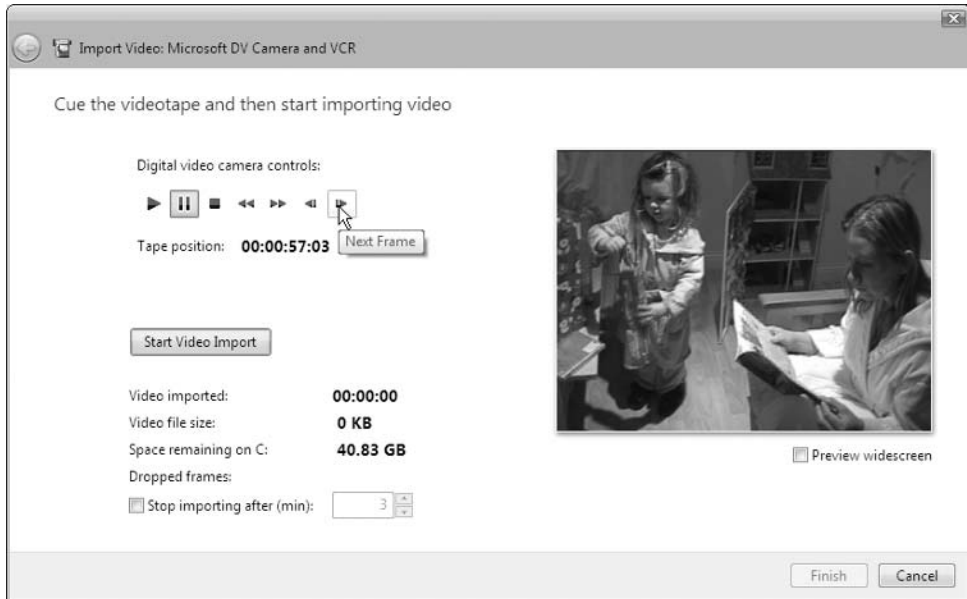 Import Video: Microsoft DV Camera and VCR
Cue the videotape and then start importing video
Digital video camera controls:
Tape position: 00:00:57:03
Next Frame
Start Video Import
Video imported: 00:00:00
Video file size: 0 KB
Space remaining on C: 40.83 GB
Dropped frames:
Stop importing after (min): 3
Preview widescreen
Finish Cancel